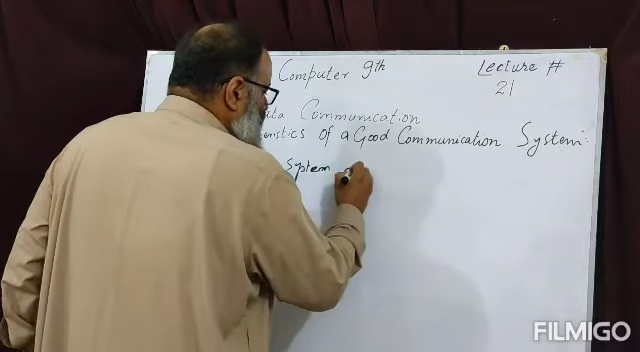 Computer 9th
Lecture #
21
ata Communication
eristics of a Good Communication System:
System
FILMIGO